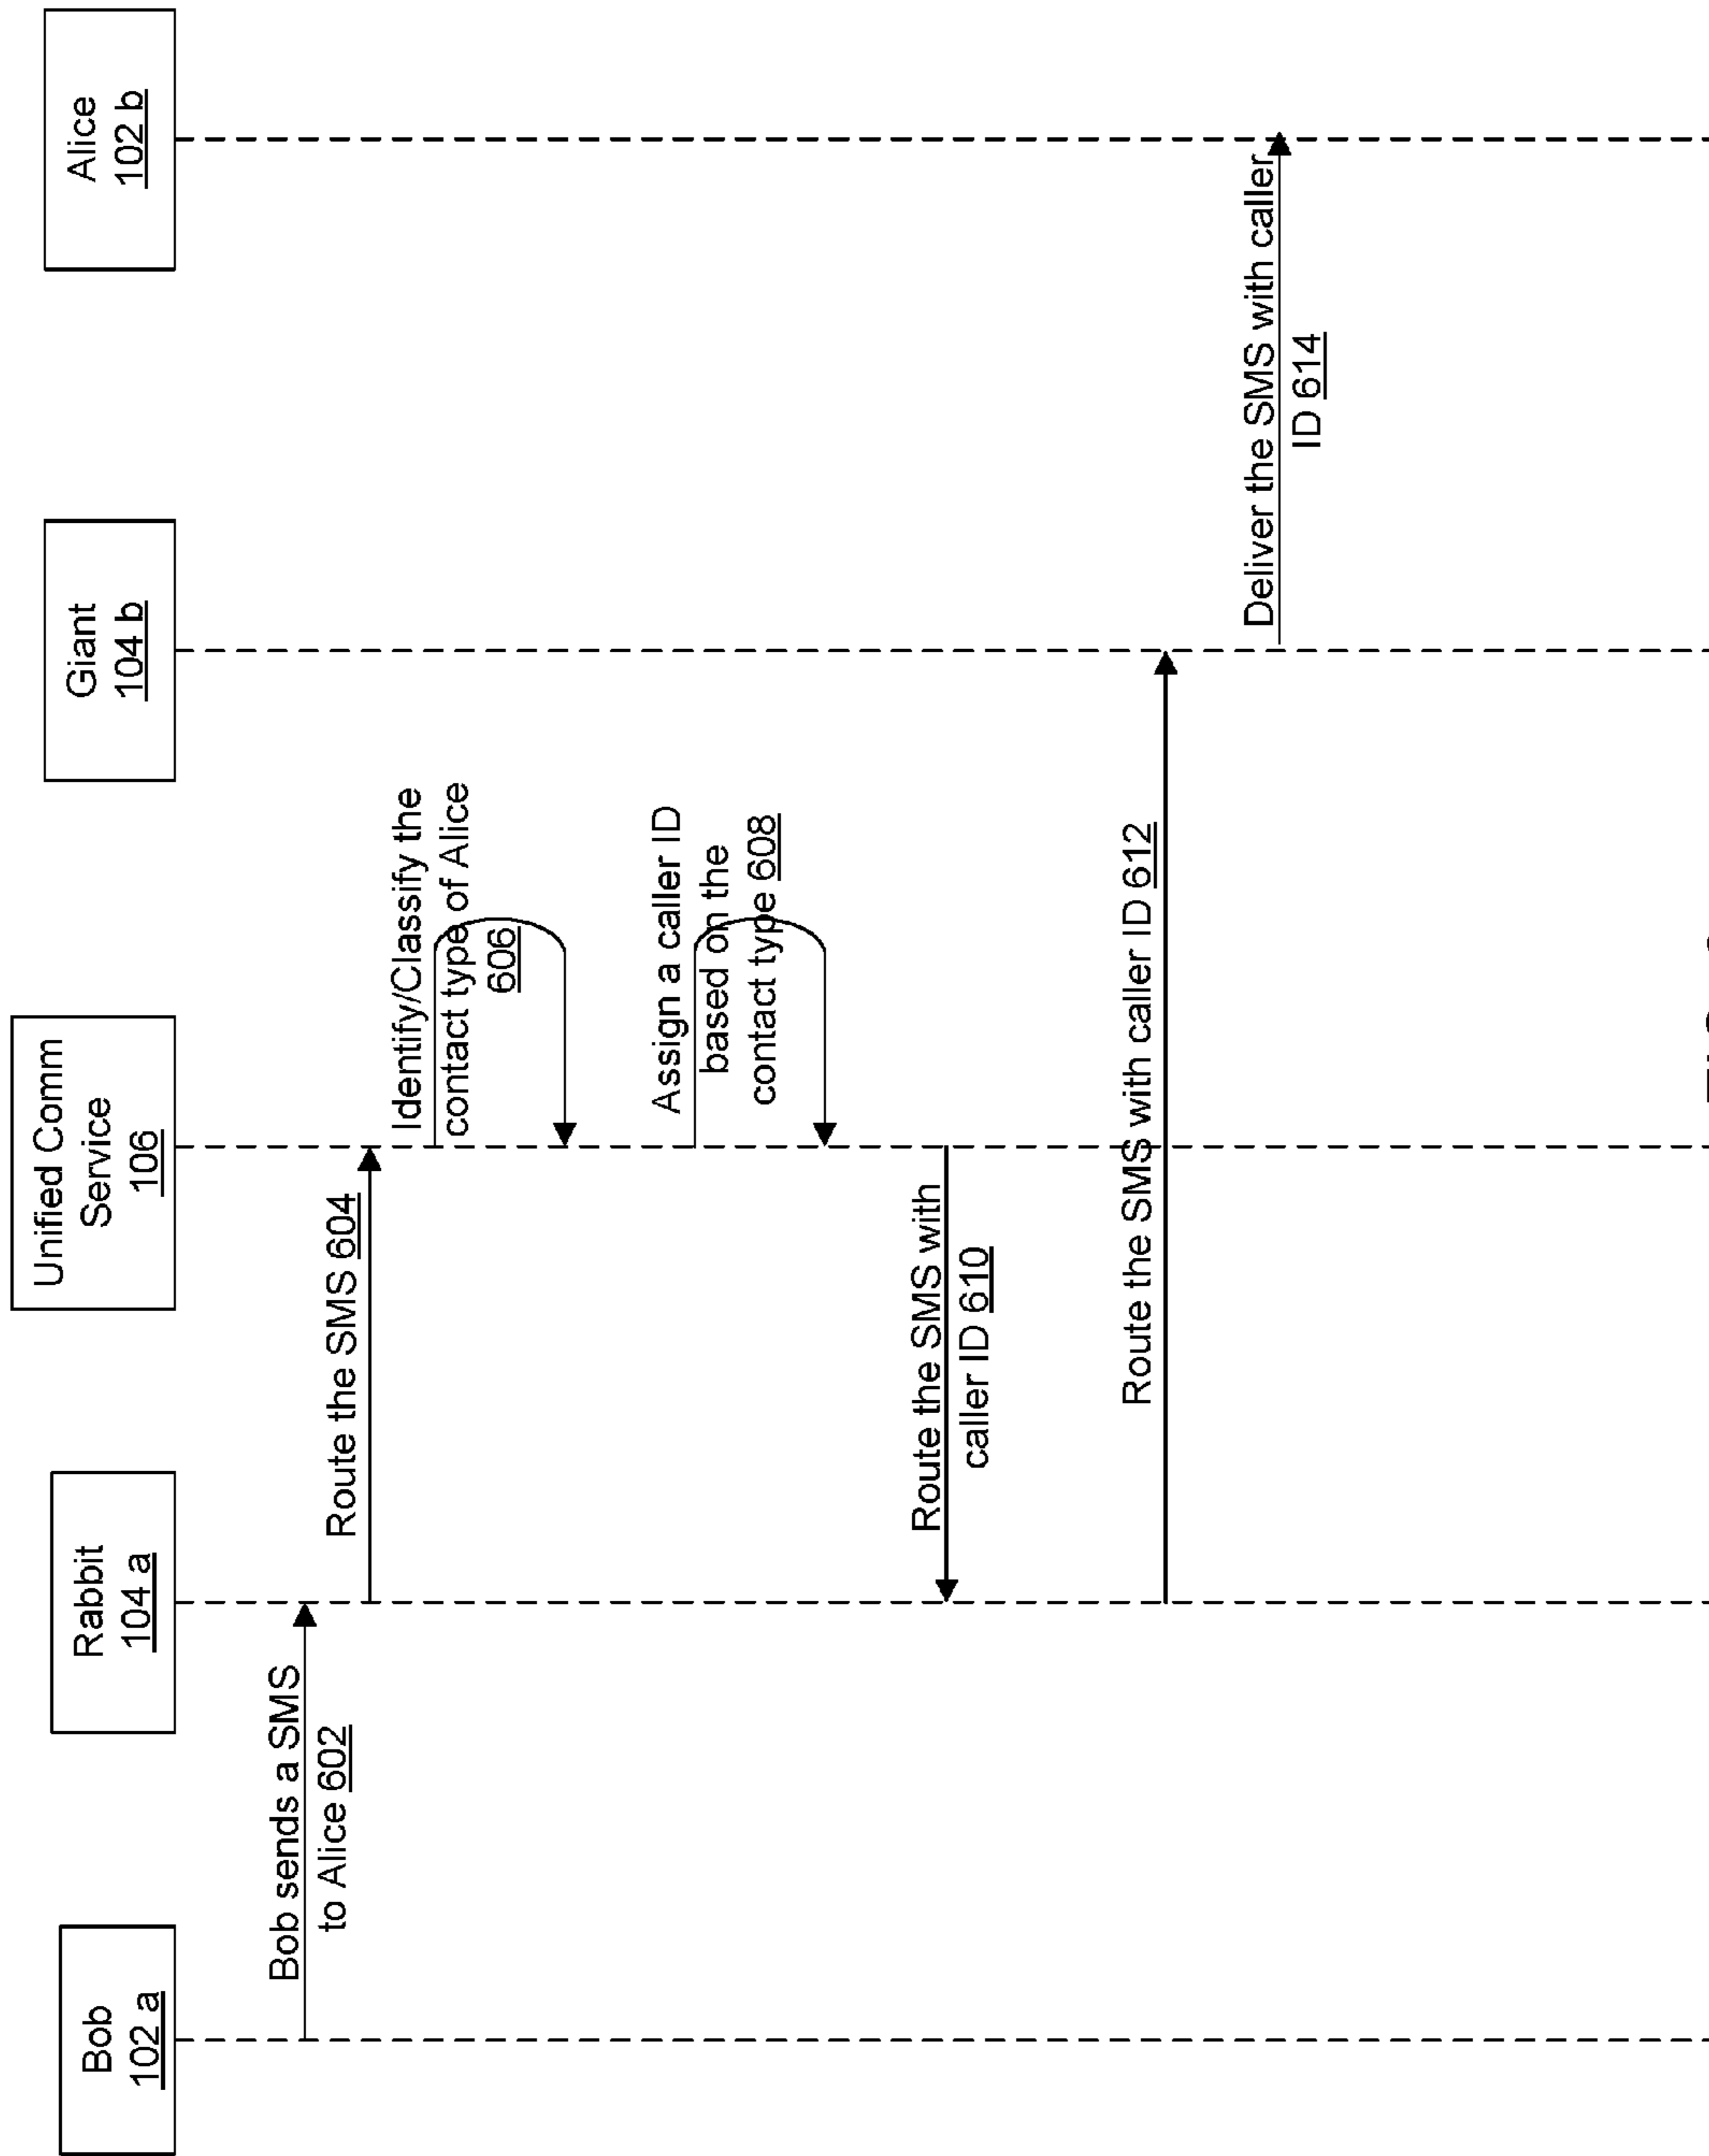 Bob
102 a
Rabbit
104 a
Unified Comm
Service
106
Giant
104 b
Alice
102 b
Bob sends a SMS
to Alice 602
Route the SMS 604
Identify/Classify the
contact type of Alice
606
Assign a caller ID
based on the
contact type 608
Route the SMS with
caller ID 610
Route the SMS with caller ID 612
Deliver the SMS with caller
ID 614